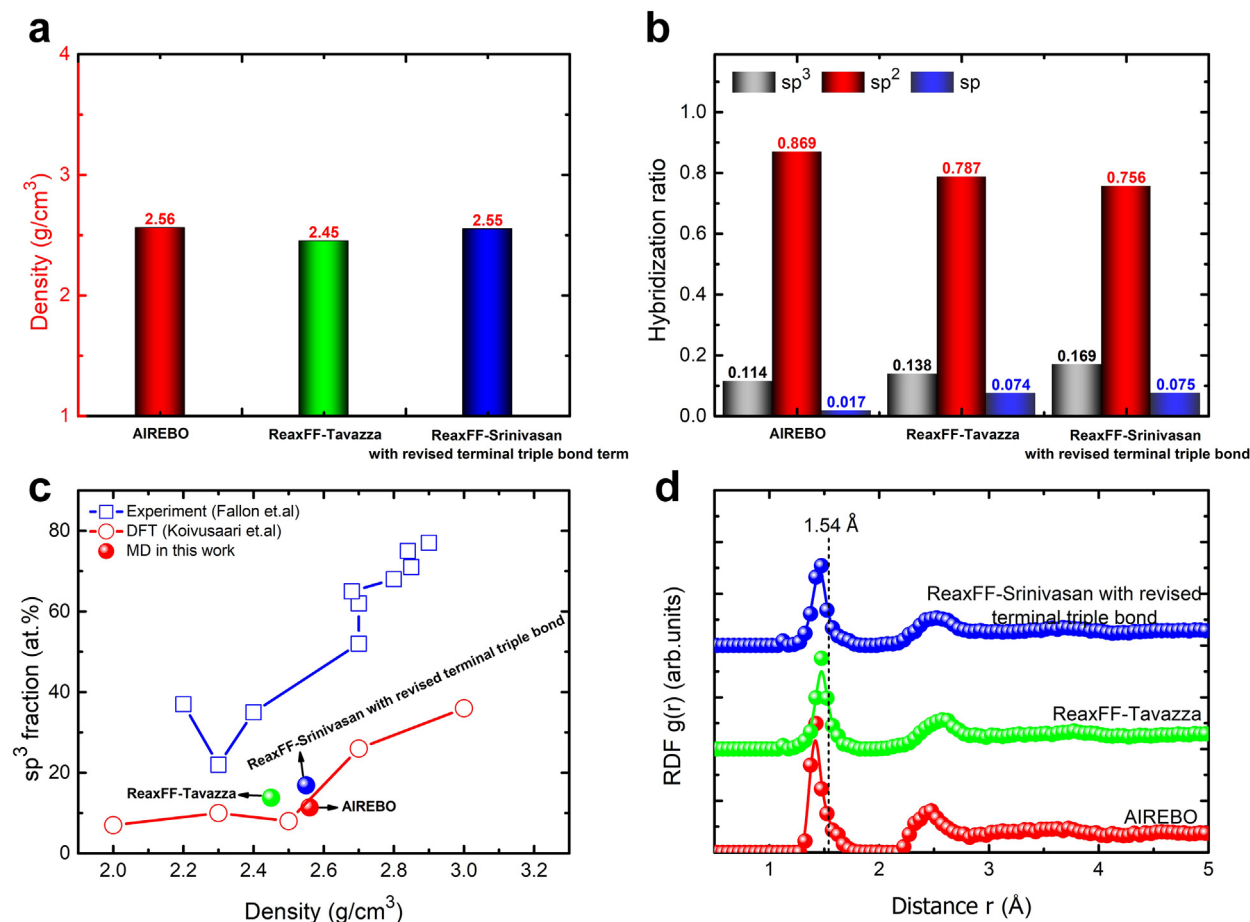 a
4
3
2
1
Density (g/cm³)
2.56
2.45
2.55
AIREBO
ReaxFF-Tavazza
ReaxFF-Srinivasan
with revised terminal triple bond term
b
sp³
sp²
sp
1.0
0.8
0.6
0.4
0.2
0.0
Hybridization ratio
0.114
0.869
0.017
0.138
0.787
0.074
0.169
0.756
0.075
AIREBO
ReaxFF-Tavazza
ReaxFF-Srinivasan
with revised terminal triple bond
c
Experiment (Fallon et.al)
DFT (Koivusaari et.al)
MD in this work
80
60
40
20
0
sp³ fraction (at.%)
ReaxFF-Srinivasan with revised terminal triple bond
ReaxFF-Tavazza
AIREBO
2.0
2.2
2.4
2.6
2.8
3.0
3.2
Density (g/cm³)
d
1.54 Å
ReaxFF-Srinivasan with revised
terminal triple bond
ReaxFF-Tavazza
AIREBO
RDF g(r) (arb.units)
1
2
3
4
5
Distance r (Å)